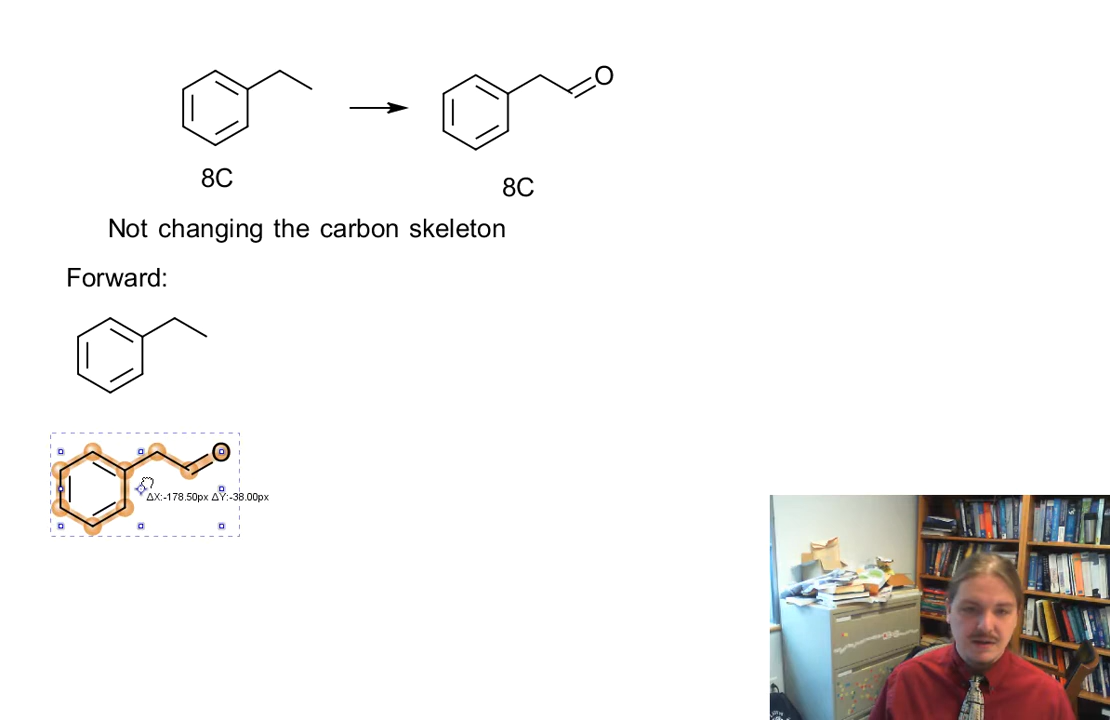 O
8C
8C
Not changing the carbon skeleton
Forward:
O
ΔX:-178.50px ΔY:-38.00px